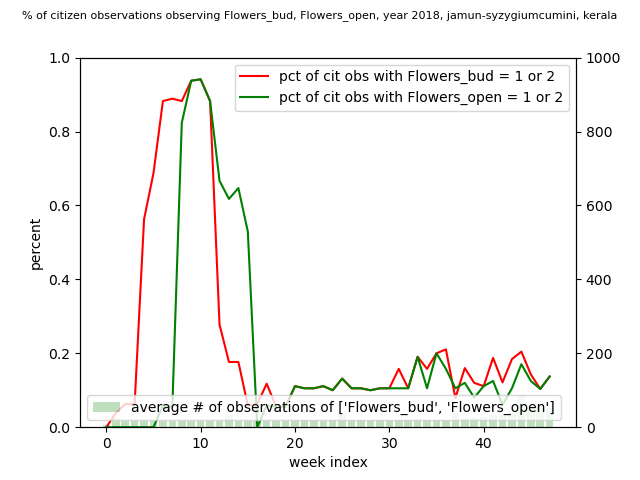 % of citizen observations observing Flowers_bud, Flowers_open, year 2018, jamun-syzygiumcumini, kerala
pct of cit obs with Flowers_bud = 1 or 2
pct of cit obs with Flowers_open = 1 or 2
1.0
0.8
0.6
0.4
0.2
0.0
percent
1000
800
600
400
200
0
average # of observations of ['Flowers_bud', 'Flowers_open']
0 10 20 30 40
week index